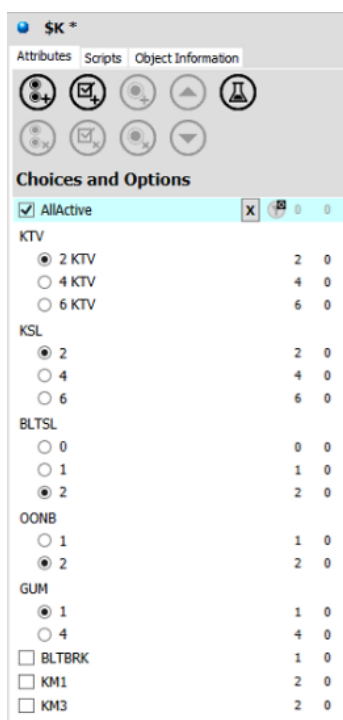 $K *
Attributes Scripts Object Information
Choices and Options
AllActive x 0 0
KTV
2 KTV 2 0
4 KTV 4 0
6 KTV 6 0
KSL
2 2 0
4 4 0
6 6 0
BLTSL
0 0 0
1 1 0
2 2 0
OONB
1 1 0
2 2 0
GUM
1 1 0
4 4 0
BLTBRK 1 0
KM1 2 0
KM3 2 0